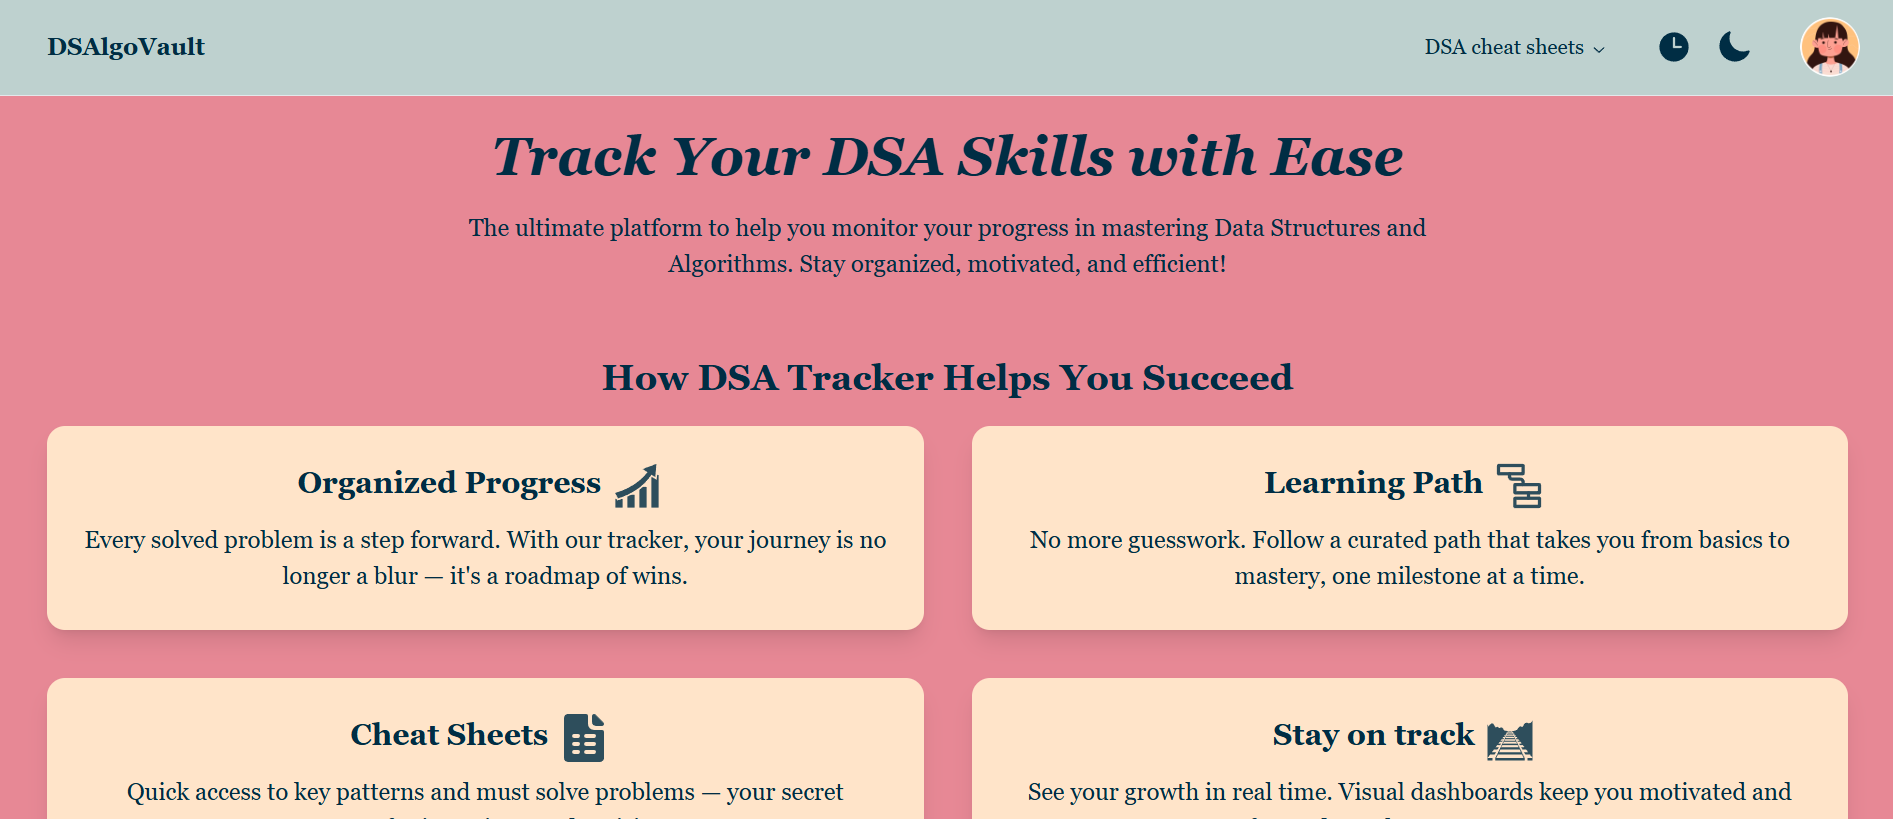 DSAlgoVault
DSA cheat sheets
Track Your DSA Skills with Ease
The ultimate platform to help you monitor your progress in mastering Data Structures and
Algorithms. Stay organized, motivated, and efficient!
How DSA Tracker Helps You Succeed
Organized Progress
Every solved problem is a step forward. With our tracker, your journey is no
longer a blur — it's a roadmap of wins.
Learning Path
No more guesswork. Follow a curated path that takes you from basics to
mastery, one milestone at a time.
Cheat Sheets
Quick access to key patterns and must solve problems — your secret
Stay on track
See your growth in real time. Visual dashboards keep you motivated and